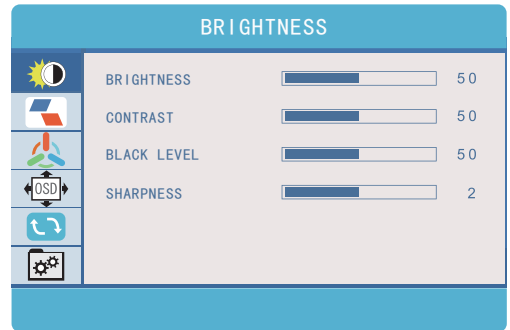 BRIGHTNESS
BRIGHTNESS 50
CONTRAST 50
BLACK LEVEL 50
SHARPNESS 2
OSD